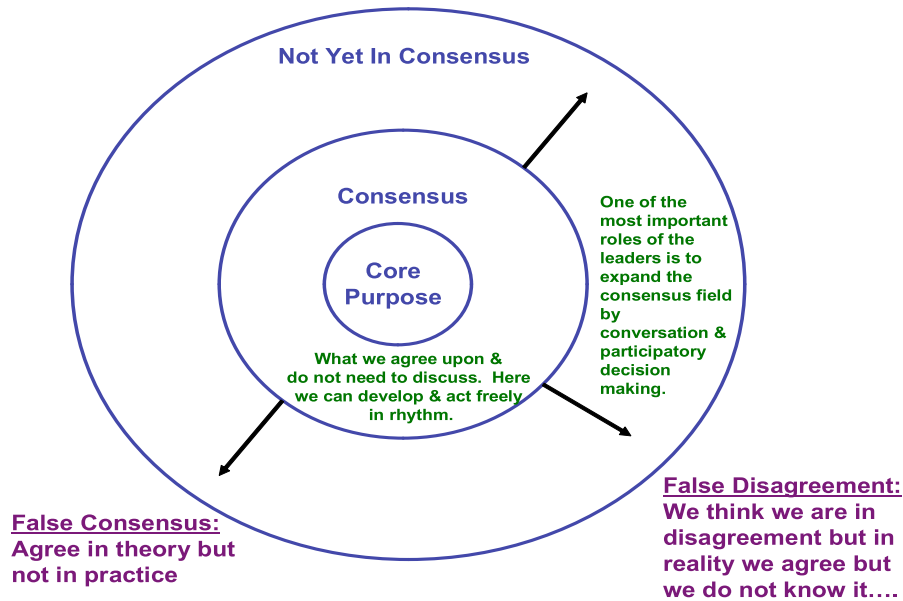 Not Yet In Consensus
Consensus
Core
Purpose
What we agree upon &
do not need to discuss.  Here
we can develop & act freely
in rhythm.
One of the
most important
roles of the
leaders is to
expand the
consensus field
by
conversation &
participatory
decision
making.
False Consensus:
Agree in theory but
not in practice
False Disagreement:
We think we are in
disagreement but in
reality we agree but
we do not know it….